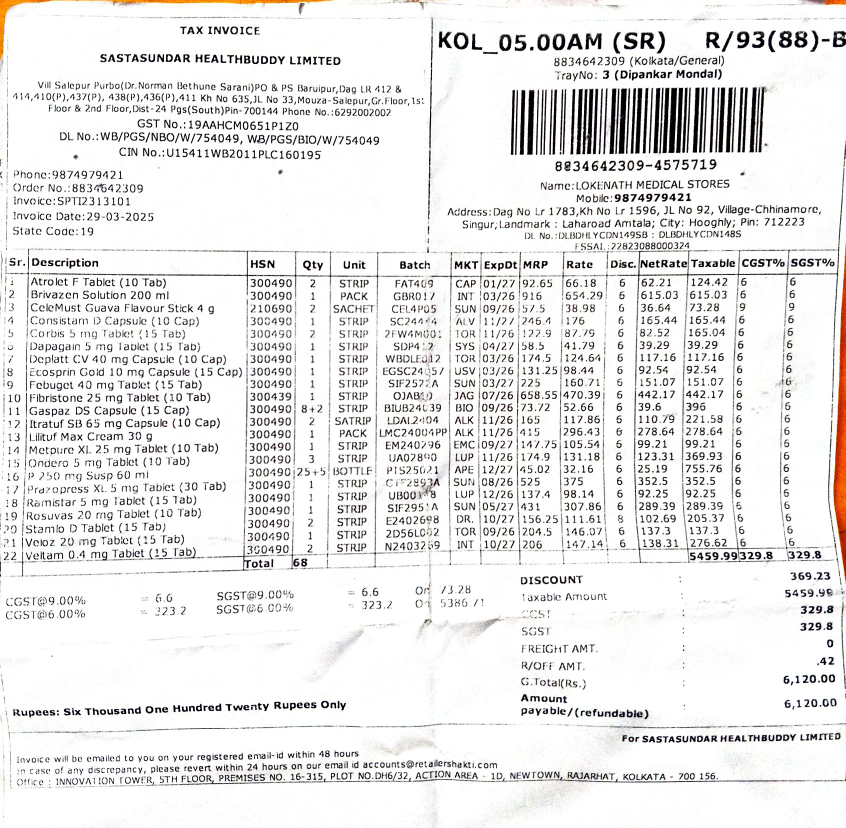 TAX INVOICE
SASTASUNDAR HEALTHBUDDY LIMITED
Vill Salepur Purbo(Dr.Norman Bethune Sarani)PO & PS Baruipur,Dag LR 412 &
414,410(P),437(P), 438(P),436(P),411 Kh No 635,JL No 33,Mouza-Salepur,Gr.Floor,1st
Floor & 2nd Floor,Dist-24 Pgs(South)Pin-700144 Phone No.:6292002002
GST No.:19AAHCM0651P1Z0
DL No.:WB/PGS/NBO/W/754049, WB/PGS/BIO/W/754049
CIN No.:U15411WB2011PLC160195
Phone:9874979421
Order No.:8834642309
Invoice:SPTI2313101
Invoice Date:29-03-2025
State Code:19
KOL_05.00AM (SR) R/93(88)-B
8834642309 (Kolkata/General)
TrayNo: 3 (Dipankar Mondal)
8834642309-4575719
Name:LOKENATH MEDICAL STORES
Mobile:9874979421
Address:Dag No Lr 1783,Kh No Lr 1596, JL No 92, Village-Chhinamore,
Singur,Landmark : Laharoad Amtala; City: Hooghly; Pin: 712223
DL No.:DLBDHLYCDN149SB : DLBDHLYCDN148S
FSSAI.:22823088000324
Sr. Description HSN Qty Unit Batch MKT ExpDt MRP Rate Disc. NetRate Taxable CGST% SGST%
1 Atrolet F Tablet (10 Tab) 300490 2 STRIP FAT409 CAP 01/27 92.65 66.18 6 62.21 124.42 6 6
2 Brivazen Solution 200 ml 300490 1 PACK GBR017 INT 03/26 916 654.29 6 615.03 615.03 6 6
3 CeleMust Guava Flavour Stick 4 g 210690 2 SACHET CEL4P05 SUN 09/26 57.5 38.98 6 36.64 73.28 9 9
4 Consistam D Capsule (10 Cap) 300490 1 STRIP ALV 11/27 246.4 176 6 165.44 165.44 6 6
5 Corbis 5 mg Tablet (15 Tab) 300490 2 STRIP 2FW4M001 TOR 11/26 122.9 87.79 6 82.52 165.04 6 6
6 Dapagain 5 mg Tablet (15 Tab) 300490 1 STRIP SDP412 SYS 04/27 58.5 41.79 6 39.29 39.29 6 6
7 Deplatt CV 40 mg Capsule (10 Cap) 300490 1 STRIP TOR 03/26 174.5 124.64 6 117.16 117.16 6 6
8 Ecosprin Gold 10 mg Capsule (15 Cap) 300490 1 STRIP USV 03/26 131.25 98.44 6 92.54 92.54 6 6
9 Febuget 40 mg Tablet (15 Tab) 300490 1 STRIP SIF2522A SUN 03/27 225 160.71 6 151.07 151.07 6 6
10 Fibristone 25 mg Tablet (10 Tab) 300439 1 STRIP JAG 07/26 658.55 470.39 6 442.17 442.17 6 6
11 Gaspaz DS Capsule (15 Cap) 300490 8+2 STRIP BIUB24039 BIO 09/26 73.72 52.66 6 39.6 396 6 6
12 Itratuf SB 65 mg Capsule (10 Cap) 300490 2 SATRIP LDAL2404 ALK 11/26 165 117.86 6 110.79 221.58 6 6
13 Lilituf Max Cream 30 g 300490 1 PACK LMC24004PP ALK 11/26 415 296.43 6 278.64 278.64 6 6
14 Metpure XL 25 mg Tablet (10 Tab) 300490 1 STRIP EM240296 EMC 09/27 147.75 105.54 6 99.21 99.21 6 6
15 Ondero 5 mg Tablet (10 Tab) 300490 3 STRIP UA02840 LUP 11/26 174.9 131.18 6 123.31 369.93 6 6
16 P 250 mg Susp 60 ml 300490 25+5 BOTTLE P1S25021 APE 12/27 45.02 32.16 6 25.19 755.76 6 6
17 Prazopress XL 5 mg Tablet (30 Tab) 300490 1 STRIP SUN 08/26 525 375 6 352.5 352.5 6 6
18 Ramistar 5 mg Tablet (15 Tab) 300490 1 STRIP LUP 12/26 137.4 98.14 6 92.25 92.25 6 6
19 Rosuvas 20 mg Tablet (10 Tab) 300490 1 STRIP SIF2951A SUN 05/27 431 307.86 6 289.39 289.39 6 6
20 Stamlo D Tablet (15 Tab) 300490 2 STRIP E2402698 DR. 10/27 156.25 111.61 8 102.69 205.37 6 6
21 Veloz 20 mg Tablet (15 Tab) 300490 1 STRIP 2D56L002 TOR 09/26 204.5 146.07 6 137.3 137.3 6 6
22 Veltam 0.4 mg Tablet (15 Tab) 300490 2 STRIP N2403269 INT 10/27 206 147.14 6 138.31 276.62 6 6
Total 68 5459.99 329.8 329.8
CGST@9.00% = 6.6 SGST@9.00% = 6.6 On 73.28
CGST@6.00% = 323.2 SGST@6.00% = 323.2 On 5386.71
DISCOUNT : 369.23
Taxable Amount : 5459.99
CGST : 329.8
SGST : 329.8
FREIGHT AMT. : 0
R/OFF AMT. : .42
G.Total(Rs.) : 6,120.00
Amount
payable/(refundable) : 6,120.00
Rupees: Six Thousand One Hundred Twenty Rupees Only
For SASTASUNDAR HEALTHBUDDY LIMITED
Invoice will be emailed to you on your registered email-id within 48 hours
In case of any discrepancy, please revert within 24 hours on our email id accounts@retailershakti.com
Office : INNOVATION TOWER, 5TH FLOOR, PREMISES NO. 16-315, PLOT NO.DH6/32, ACTION AREA - 1D, NEWTOWN, RAJARHAT, KOLKATA - 700 156.